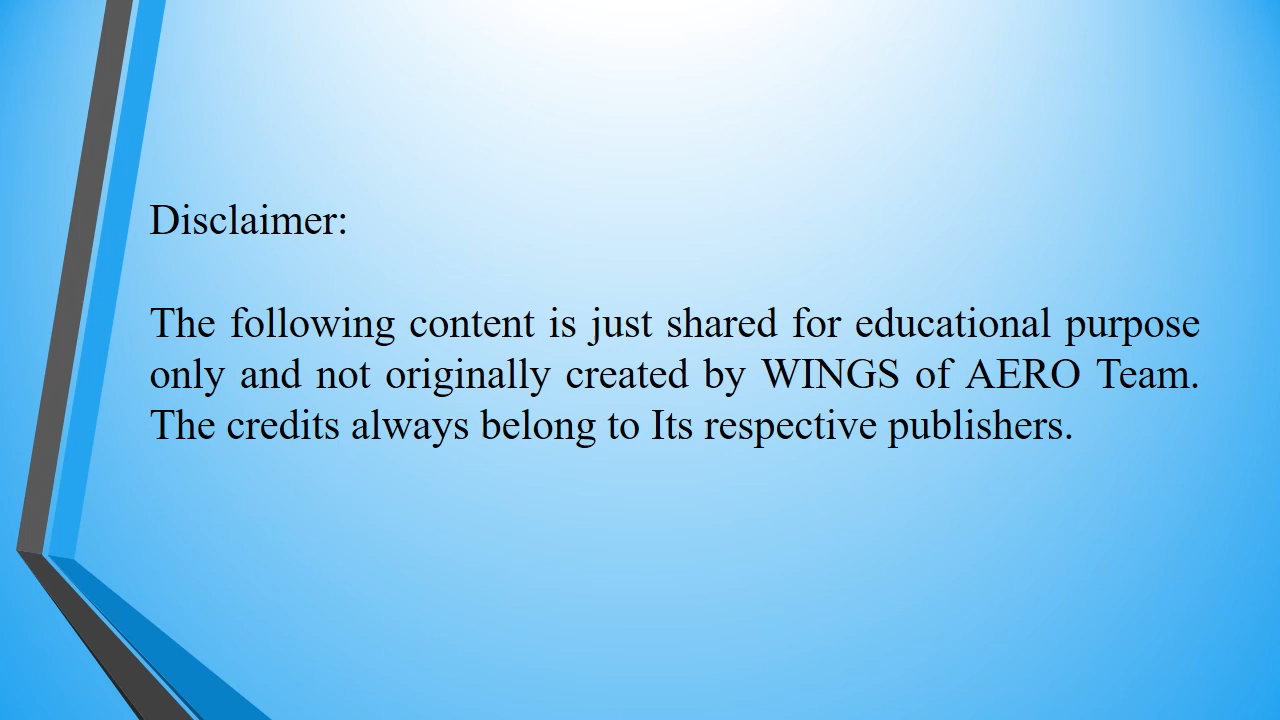 Disclaimer:
The following content is just shared for educational purpose
only and not originally created by WINGS of AERO Team.
The credits always belong to Its respective publishers.